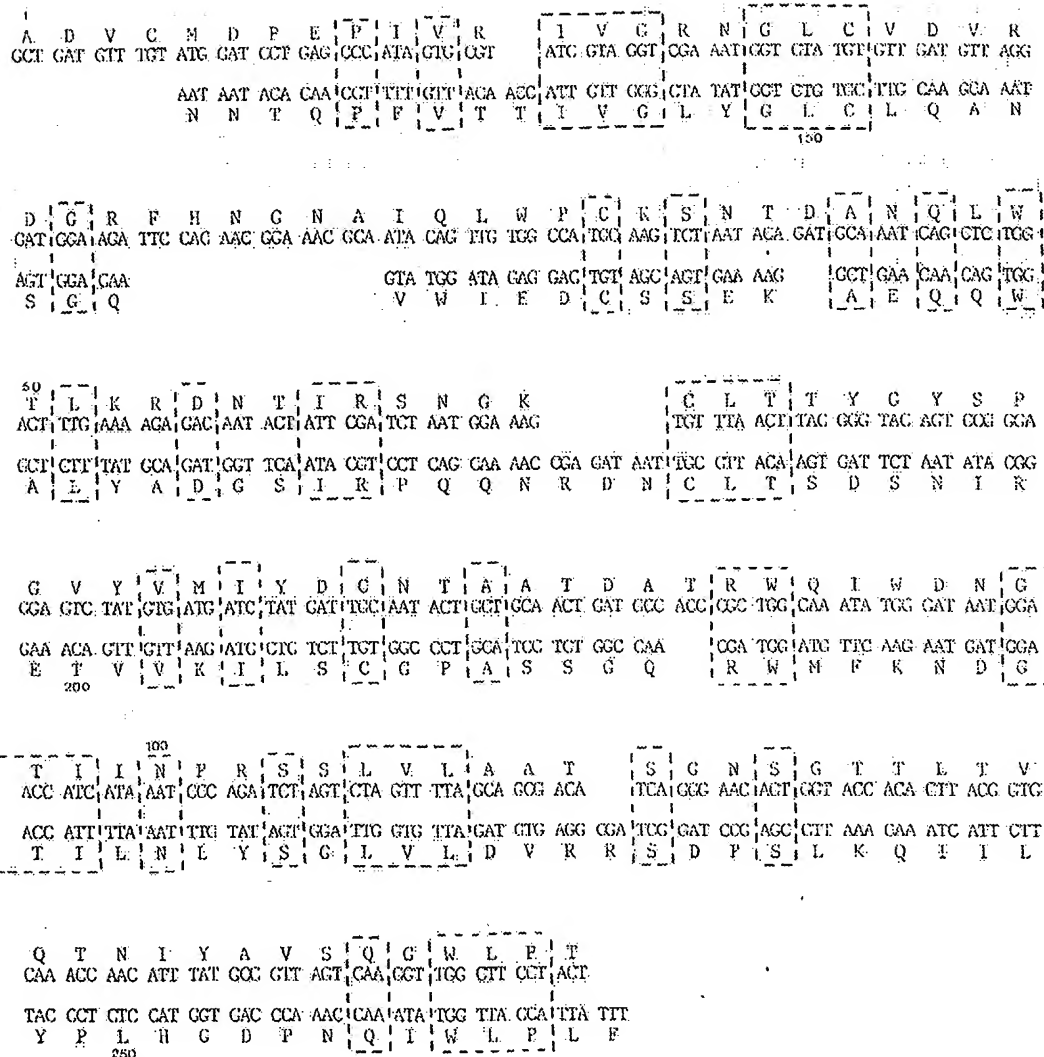 1
A D V C M D P E P I V R I V G R N G L C V D V R
GCT GAT GTT TGT ATG GAT CCT GAG CCC ATA GTG CGT ATC GTA GGT CGA AAT GGT CTA TGT GTT GAT GTT AGG
AAT AAT ACA CAA CCT TTT GTT ACA ACC ATT GTT GGG CTA TAT GGT CTG TGC TTG CAA GCA AAT
N N T Q P F V T T I V G L Y G L C L Q A N
150
D G R F H N G N A I Q L W P C K S N T D A N Q L W
GAT GGA AGA TTC CAC AAC GGA AAC GCA ATA CAG TTG TGG CCA TGC AAG TCT AAT ACA GAT GCA AAT CAG CTC TGG
AGT GGA CAA GTA TGG ATA GAG GAC TGT AGC AGT GAA AAG GCT GAA CAA CAG TGG
S G Q V W I E D C S S E K A E Q Q W
50
T L K R D N T I R S N G K C L T T Y G Y S P
ACT TTG AAA AGA GAC AAT ACT ATT CGA TCT AAT GGA AAG TGT TTA ACT TAC GGG TAC AGT CCG GGA
GCT CTT TAT GCA GAT GGT TCA ATA CGT CCT CAG GAA AAC CGA GAT AAT TGC GTT ACA AGT GAT TCT AAT ATA CGG
A L Y A D G S I R P Q Q N R D N C L T S D S N I R
G V Y V M I Y D C N T A A T D A T R W Q I W D N G
GGA GTC TAT GTG ATG ATC TAT GAT TGC AAT ACT GCT GCA ACT GAT GCC ACC CGC TGG CAA ATA TGG GAT AAT GGA
GAA ACA GTT GTT AAG ATC CTC TCT TGT GGC CCT GCA TCC TCT GGC CAA CGA TGG ATG TTC AAG AAT GAT GGA
E T V V K I L S C G P A S S G Q R W M F K N D G
200
100
T I I N P R S S L V L A A T S G N S G T T L T V
ACC ATC ATA AAT CCC AGA TCT AGT CTA GTT TTA GCA GCG ACA TCA GGG AAC ACT GGT ACC ACA CTT ACG GTG
ACC ATT TTA AAT TTG TAT AGT GGA TTG GTG TTA GAT GTG AGG CGA TCG GAT CCG AGC CTT AAA GAA ATC ATT CTT
T I L N L Y S G L V L D V R R S D P S L K Q I I L
Q T N I Y A V S Q G W L P T
CAA ACC AAC ATT TAT GCC GTT AGT CAA GGT TGG CTT CCT ACT
TAC CCT CTC CAT GGT GAC CCA AAC CAA ATA TGG TTA CCA TTA TTT
Y P L H G D P N Q I W L P L F
250